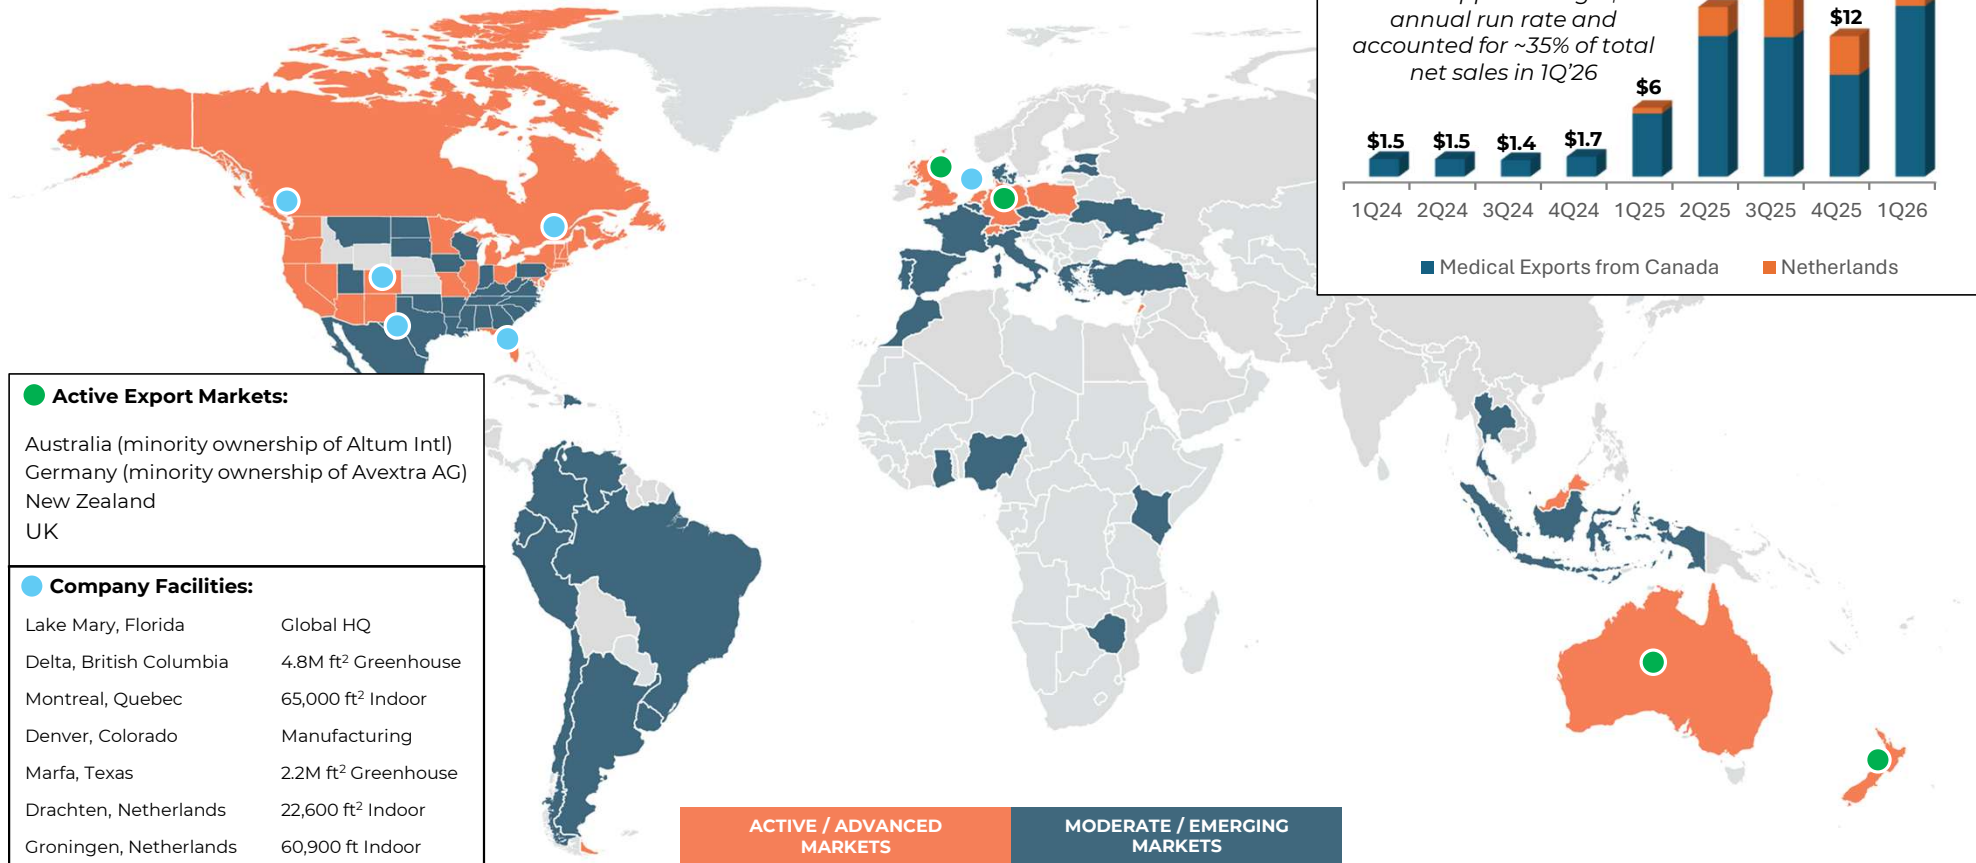 annual run rate and
accounted for ~35% of total
net sales in 1Q'26
$12
$6
$1.5
$1.5
$1.4
$1.7
1Q24 2Q24 3Q24 4Q24 1Q25 2Q25 3Q25 4Q25 1Q26
Medical Exports from Canada Netherlands
Active Export Markets:
Australia (minority ownership of Altum Intl)
Germany (minority ownership of Avextra AG)
New Zealand
UK
Company Facilities:
Lake Mary, Florida Global HQ
Delta, British Columbia 4.8M ft² Greenhouse
Montreal, Quebec 65,000 ft² Indoor
Denver, Colorado Manufacturing
Marfa, Texas 2.2M ft² Greenhouse
Drachten, Netherlands 22,600 ft² Indoor
Groningen, Netherlands 60,900 ft Indoor
ACTIVE / ADVANCED
MARKETS
MODERATE / EMERGING
MARKETS